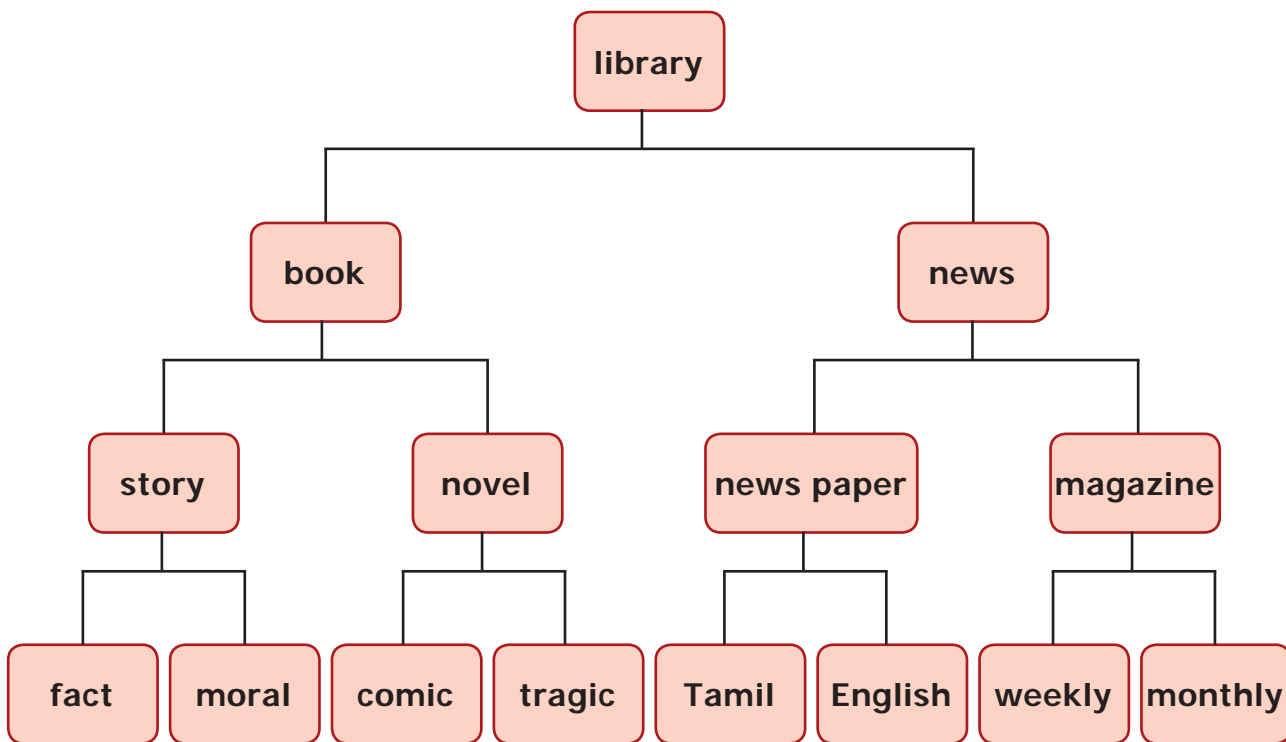 library
book
news
story
novel
news paper
magazine
fact
moral
comic
tragic
Tamil
English
weekly
monthly